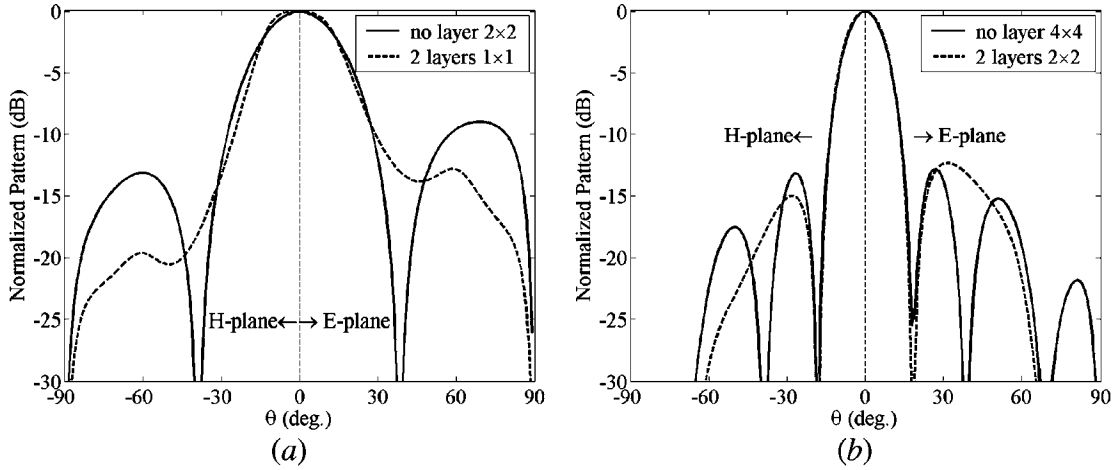 no layer 2×2
2 layers 1×1
Normalized Pattern (dB)
0
-5
-10
-15
-20
-25
-30
H-plane←→E-plane
-90
-60
-30
0
30
60
90
θ (deg.)
(a)
no layer 4×4
2 layers 2×2
Normalized Pattern (dB)
0
-5
-10
-15
-20
-25
-30
H-plane←
→E-plane
-90
-60
-30
0
30
60
90
θ (deg.)
(b)